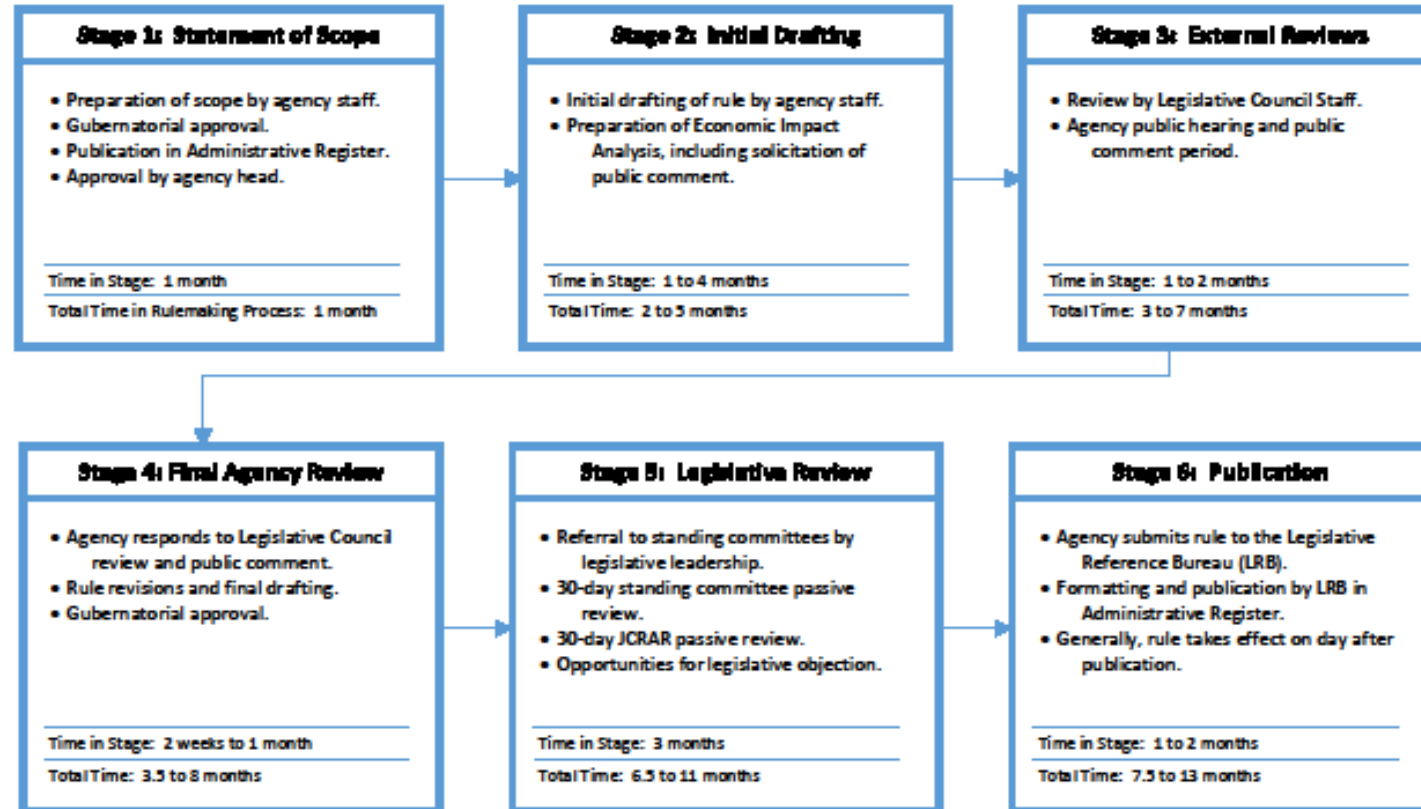 Stage 1: Statement of Scope
• Preparation of scope by agency staff.
• Gubernatorial approval.
• Publication in Administrative Register.
• Approval by agency head.
Time in Stage: 1 month
Total Time in Rulemaking Process: 1 month
Stage 2: Initial Drafting
• Initial drafting of rule by agency staff.
• Preparation of Economic Impact
Analysis, including solicitation of
public comment.
Time in Stage: 1 to 4 months
Total Time: 2 to 5 months
Stage 3: External Reviews
• Review by Legislative Council Staff.
• Agency public hearing and public
comment period.
Time in Stage: 1 to 2 months
Total Time: 3 to 7 months
Stage 4: Final Agency Review
• Agency responds to Legislative Council
review and public comment.
• Rule revisions and final drafting.
• Gubernatorial approval.
Time in Stage: 2 weeks to 1 month
Total Time: 3.5 to 8 months
Stage 5: Legislative Review
• Referral to standing committees by
legislative leadership.
• 30-day standing committee passive
review.
• 30-day JCRAR passive review.
• Opportunities for legislative objection.
Time in Stage: 3 months
Total Time: 6.5 to 11 months
Stage 6: Publication
• Agency submits rule to the Legislative
Reference Bureau (LRB).
• Formatting and publication by LRB in
Administrative Register.
• Generally, rule takes effect on day after
publication.
Time in Stage: 1 to 2 months
Total Time: 7.5 to 13 months